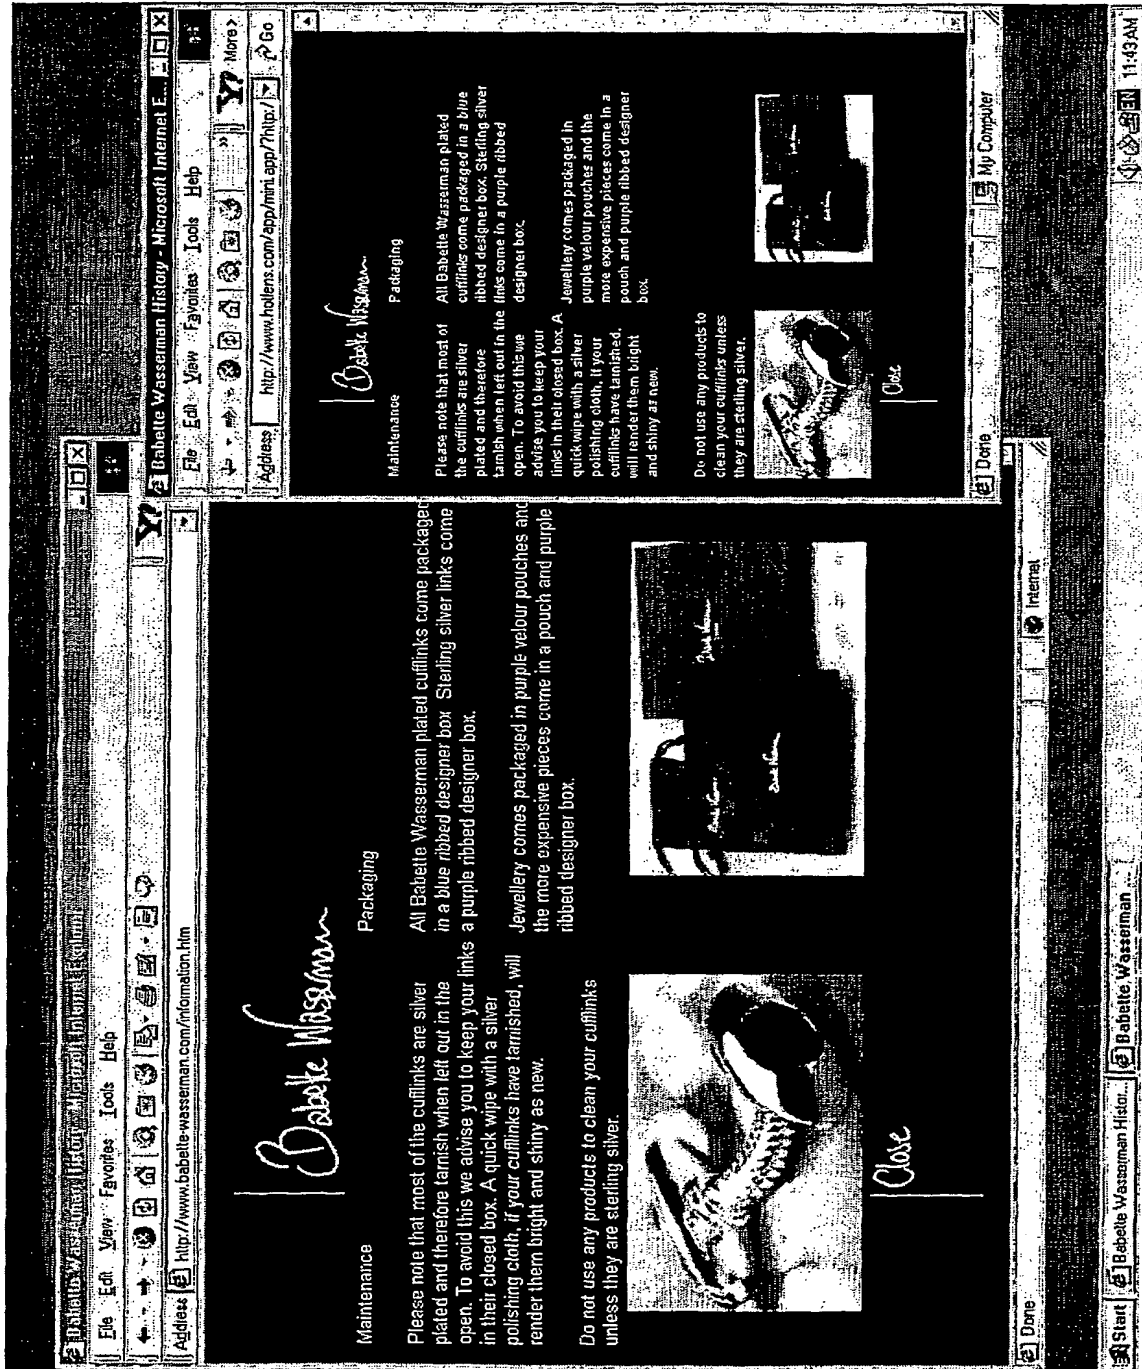 Babette Wasserman History - Microsoft Internet Explorer
File Edit View Favorites Tools Help
Address http://www.babette-wasserman.com/information.htm
Babette Wasserman
Maintenance
Please note that most of the cufflinks are silver
plated and therefore tarnish when left out in the
open. To avoid this we advise you to keep your links
in their closed box. A quick wipe with a silver
polishing cloth, if your cufflinks have tarnished, will
render them bright and shiny as new.
Do not use any products to clean your cufflinks
unless they are sterling silver.
Packaging
All Babette Wasserman plated cufflinks come packaged
in a blue ribbed designer box. Sterling silver links come
a purple ribbed designer box.
Jewellery comes packaged in purple velour pouches and
the more expensive pieces come in a pouch and purple
ribbed designer box.
Close
Done
Internet
Babette Wasserman History - Microsoft Internet E...
File Edit View Favorites Tools Help
Y! More>
Address http://www.hollens.com/app/mini.app/?http:/ Go
Babette Wasserman
Maintenance
Please note that most of
the cufflinks are silver
plated and therefore
tarnish when left out in the
open. To avoid this we
advise you to keep your
links in their closed box. A
quick wipe with a silver
polishing cloth, if your
cufflinks have tarnished,
will render them bright
and shiny as new.
Do not use any products to
clean your cufflinks unless
they are sterling silver.
Packaging
All Babette Wasserman plated
cufflinks come packaged in a blue
ribbed designer box. Sterling silver
links come in a purple ribbed
designer box.
Jewellery comes packaged in
purple velour pouches and the
more expensive pieces come in a
pouch and purple ribbed designer
box.
Close
Done
My Computer
Start
Babette Wasserman Histor...
Babette Wasserman ...
EN 11:43 AM